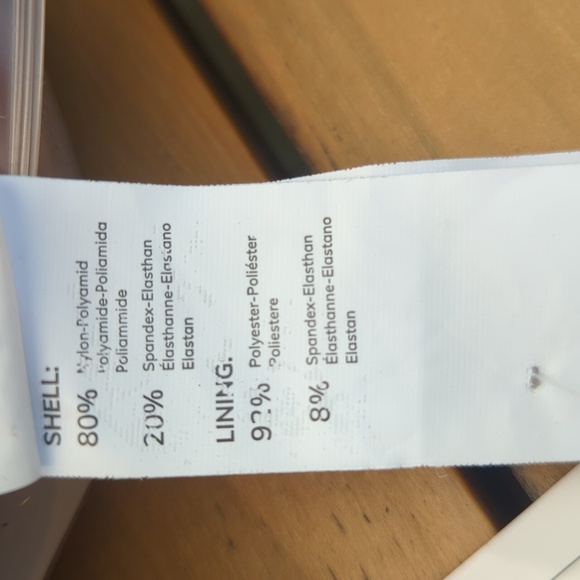 SHELL:
80% Nylon-Polyamid
Polyamide-Poliamida
Poliammide
20% Spandex-Elasthan
Élasthanne-Elastano
Elastan
LINING:
92% Polyester-Poliéster
Poliestere
8% Spandex-Elasthan
Élasthanne-Elastano
Elastan